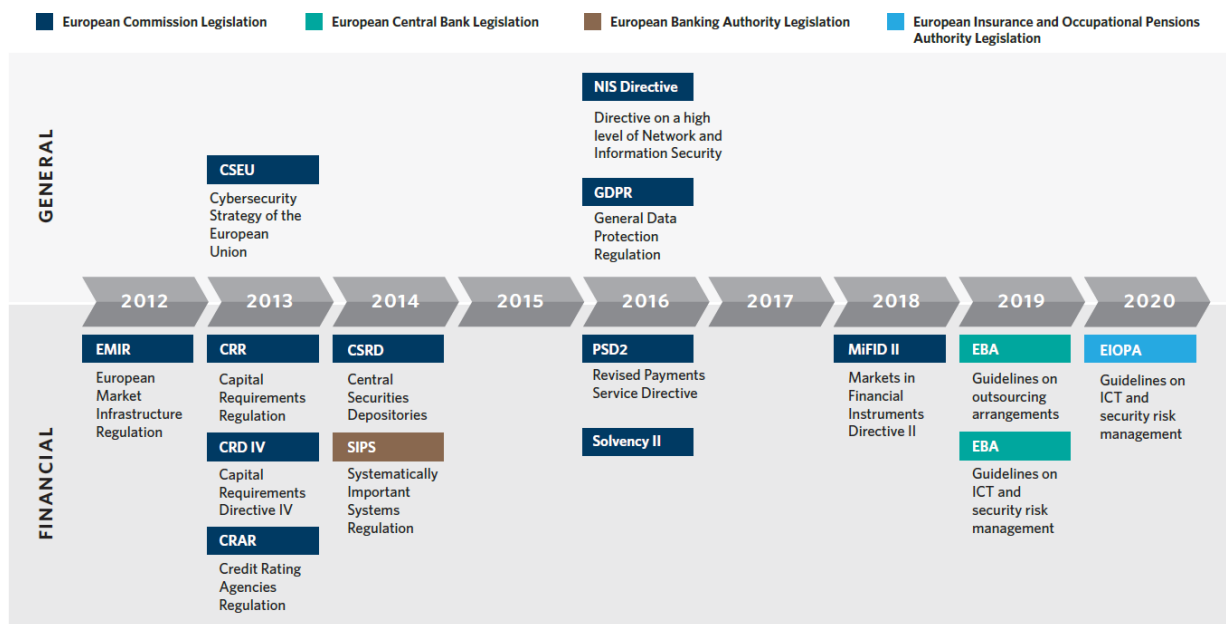 European Commission Legislation
European Central Bank Legislation
European Banking Authority Legislation
European Insurance and Occupational Pensions
Authority Legislation
GENERAL
NIS Directive
Directive on a high
level of Network and
Information Security
CSEU
Cybersecurity
Strategy of the
European
Union
GDPR
General Data
Protection
Regulation
2012
2013
2014
2015
2016
2017
2018
2019
2020
FINANCIAL
EMIR
European
Market
Infrastructure
Regulation
CRR
Capital
Requirements
Regulation
CRD IV
Capital
Requirements
Directive IV
CRAR
Credit Rating
Agencies
Regulation
CSRD
Central
Securities
Depositories
SIPS
Systematically
Important
Systems
Regulation
PSD2
Revised Payments
Service Directive
Solvency II
MiFID II
Markets in
Financial
Instruments
Directive II
EBA
Guidelines on
outsourcing
arrangements
EBA
Guidelines on
ICT and
security risk
management
EIOPA
Guidelines on
ICT and
security risk
management